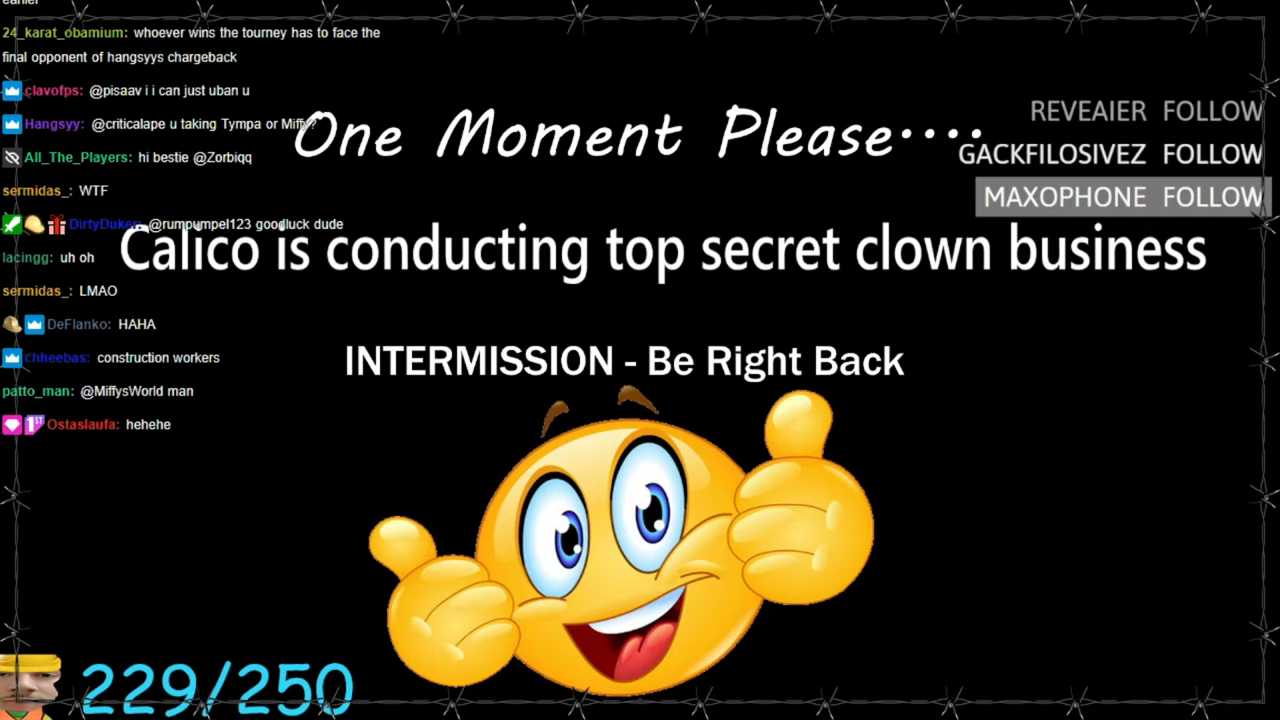 earlier
24_karat_obamium: whoever wins the tourney has to face the
final opponent of hangsyys chargeback
clavofps: @pisaav i i can just uban u
Hangsyy: @criticalape u taking Tympa or Miffy?
All_The_Players: hi bestie @Zorbiqq
sermidas_: WTF
DirtyDuker: @rumpumpel123 goodluck dude
lacingg: uh oh
sermidas_: LMAO
DeFlanko: HAHA
chheebas: construction workers
patto_man: @MiffysWorld man
1ST Ostaslaufa: hehehe
One Moment Please....
REVEAIER FOLLOW
GACKFILOSIVEZ FOLLOW
MAXOPHONE FOLLOW
Calico is conducting top secret clown business
INTERMISSION - Be Right Back
229/250